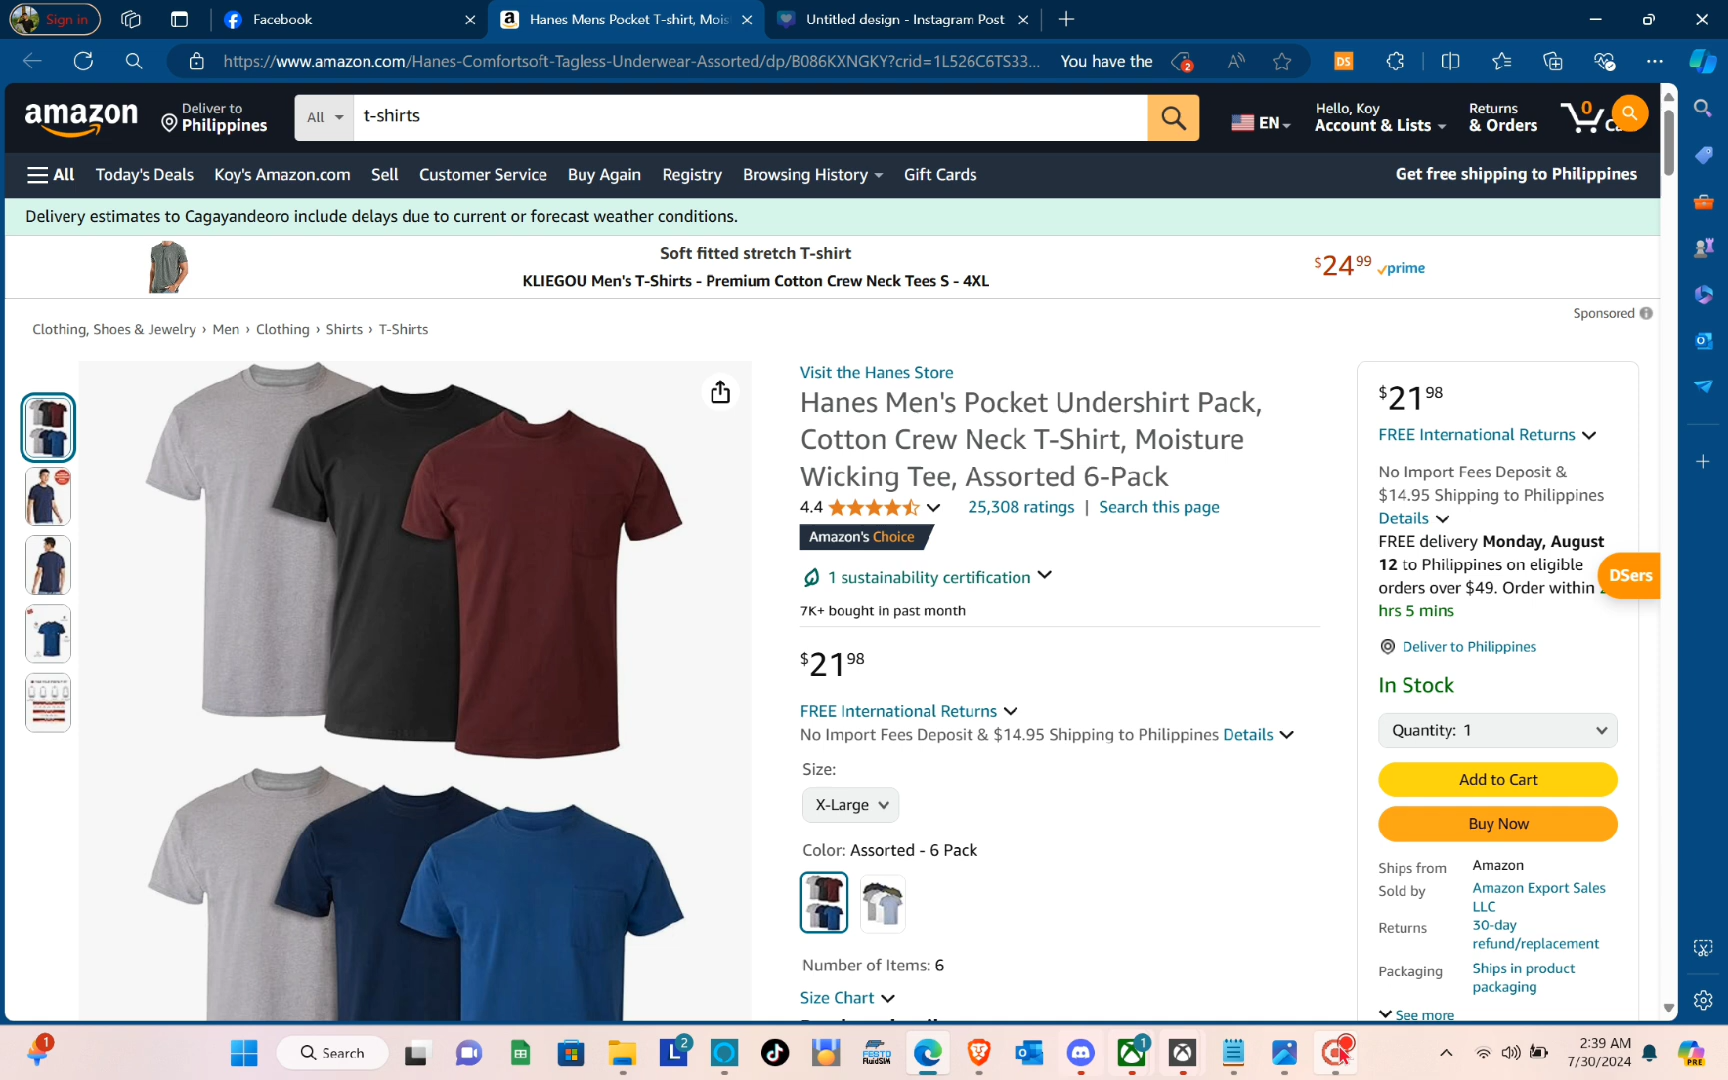 Sign in
Facebook
Hanes Mens Pocket T-shirt, Mois
Untitled design - Instagram Post
https://www.amazon.com/Hanes-Comfortsoft-Tagless-Underwear-Assorted/dp/B086KXNGKY?crid=1L526C6TS33...
You have the
2
DS
amazon
Deliver to
Philippines
All
t-shirts
EN
Hello, Koy
Account & Lists
Returns
& Orders
0
All
Today's Deals
Koy's Amazon.com
Sell
Customer Service
Buy Again
Registry
Browsing History
Gift Cards
Get free shipping to Philippines
Delivery estimates to Cagayandeoro include delays due to current or forecast weather conditions.
Soft fitted stretch T-shirt
KLIEGOU Men's T-Shirts - Premium Cotton Crew Neck Tees S - 4XL
$24 99
prime
Sponsored
Clothing, Shoes & Jewelry › Men › Clothing › Shirts › T-Shirts
Visit the Hanes Store
Hanes Men's Pocket Undershirt Pack,
Cotton Crew Neck T-Shirt, Moisture
Wicking Tee, Assorted 6-Pack
4.4
25,308 ratings | Search this page
Amazon's Choice
1 sustainability certification
7K+ bought in past month
$21 98
FREE International Returns
No Import Fees Deposit & $14.95 Shipping to Philippines Details
Size:
X-Large
Color: Assorted - 6 Pack
Number of Items: 6
Size Chart
$21 98
FREE International Returns
No Import Fees Deposit &
$14.95 Shipping to Philippines
Details
FREE delivery Monday, August
12 to Philippines on eligible
orders over $49. Order within
hrs 5 mins
DSers
Deliver to Philippines
In Stock
Quantity: 1
Add to Cart
Buy Now
Ships from
Amazon
Sold by
Amazon Export Sales
LLC
Returns
30-day
refund/replacement
Packaging
Ships in product
packaging
See more
1
Search
L
2
FESTO
FluidSIM
1
2:39 AM
7/30/2024
PRE